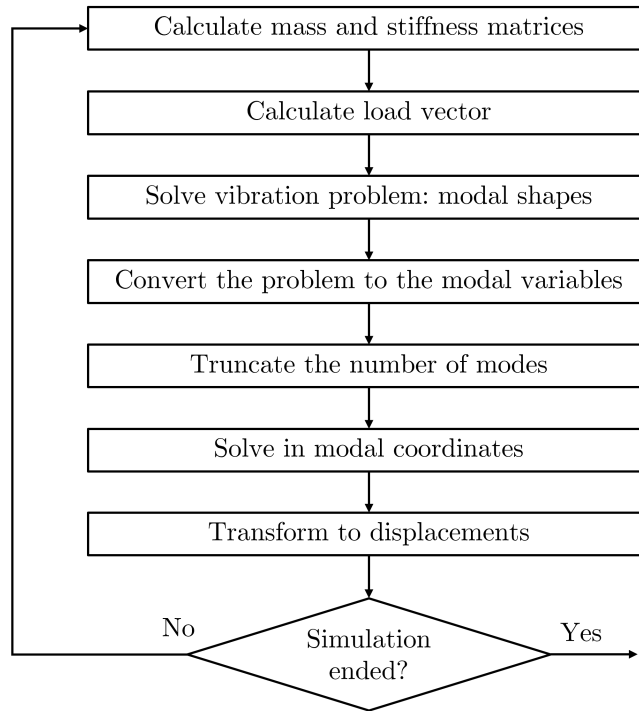 Calculate mass and stiffness matrices
Calculate load vector
Solve vibration problem: modal shapes
Convert the problem to the modal variables
Truncate the number of modes
Solve in modal coordinates
Transform to displacements
No
Simulation
ended?
Yes